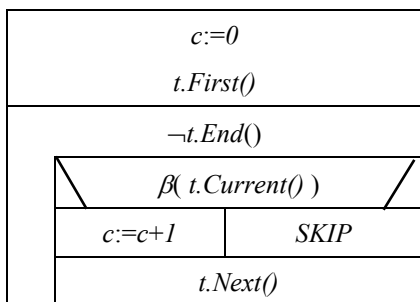 c:=0
t.First()
¬t.End()
β( t.Current() )
c:=c+1 SKIP
t.Next()